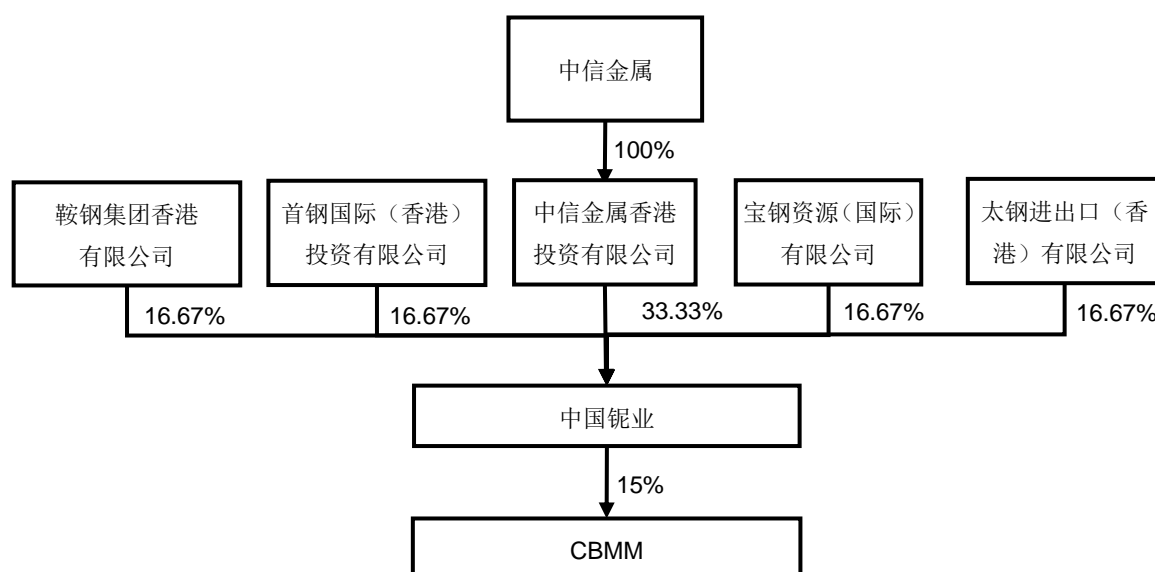 中信金属
100%
鞍钢集团香港
有限公司
首钢国际（香港）
投资有限公司
中信金属香港
投资有限公司
宝钢资源（国际）
有限公司
太钢进出口（香
港）有限公司
16.67%
16.67%
33.33%
16.67%
16.67%
中国铌业
15%
CBMM